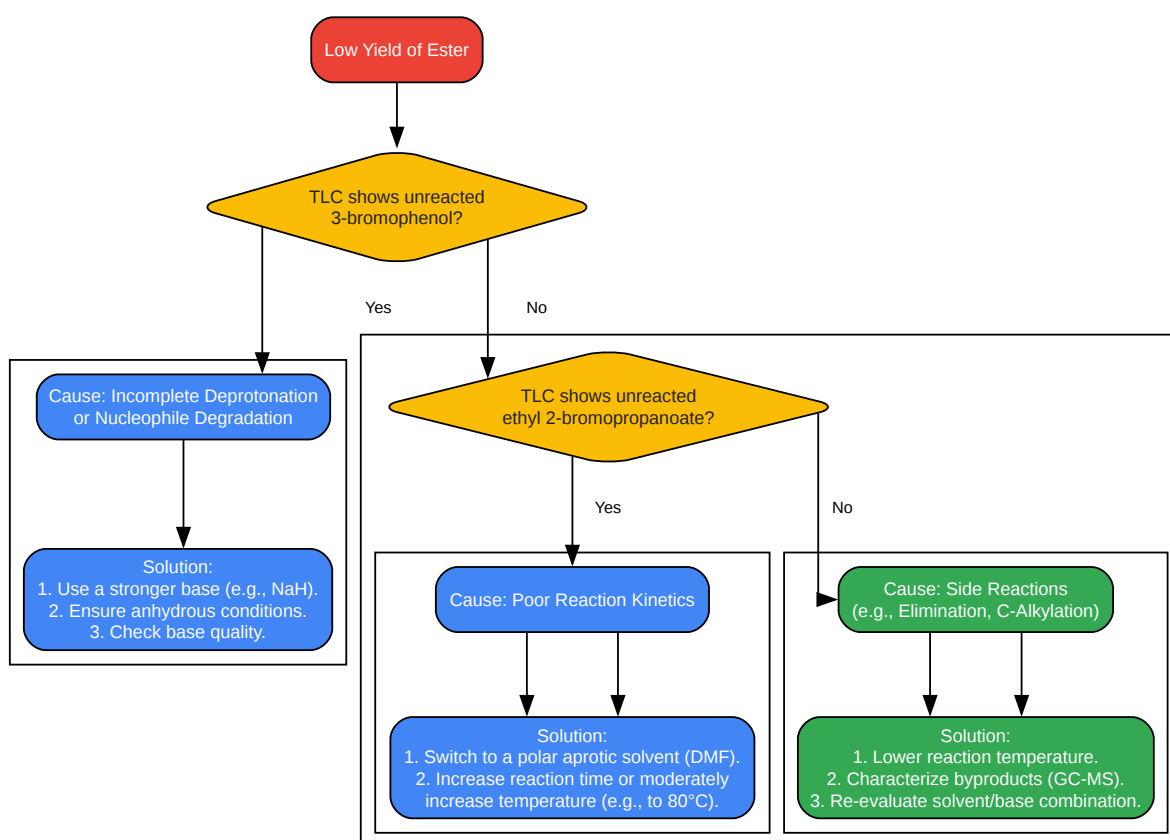 Low Yield of Ester
TLC shows unreacted
3-bromophenol?
Yes
No
Cause: Incomplete Deprotonation
or Nucleophile Degradation
Solution:
1. Use a stronger base (e.g., NaH).
2. Ensure anhydrous conditions.
3. Check base quality.
TLC shows unreacted
ethyl 2-bromopropanoate?
Yes
No
Cause: Poor Reaction Kinetics
Solution:
1. Switch to a polar aprotic solvent (DMF).
2. Increase reaction time or moderately
increase temperature (e.g., to 80°C).
Cause: Side Reactions
(e.g., Elimination, C-Alkylation)
Solution:
1. Lower reaction temperature.
2. Characterize byproducts (GC-MS).
3. Re-evaluate solvent/base combination.